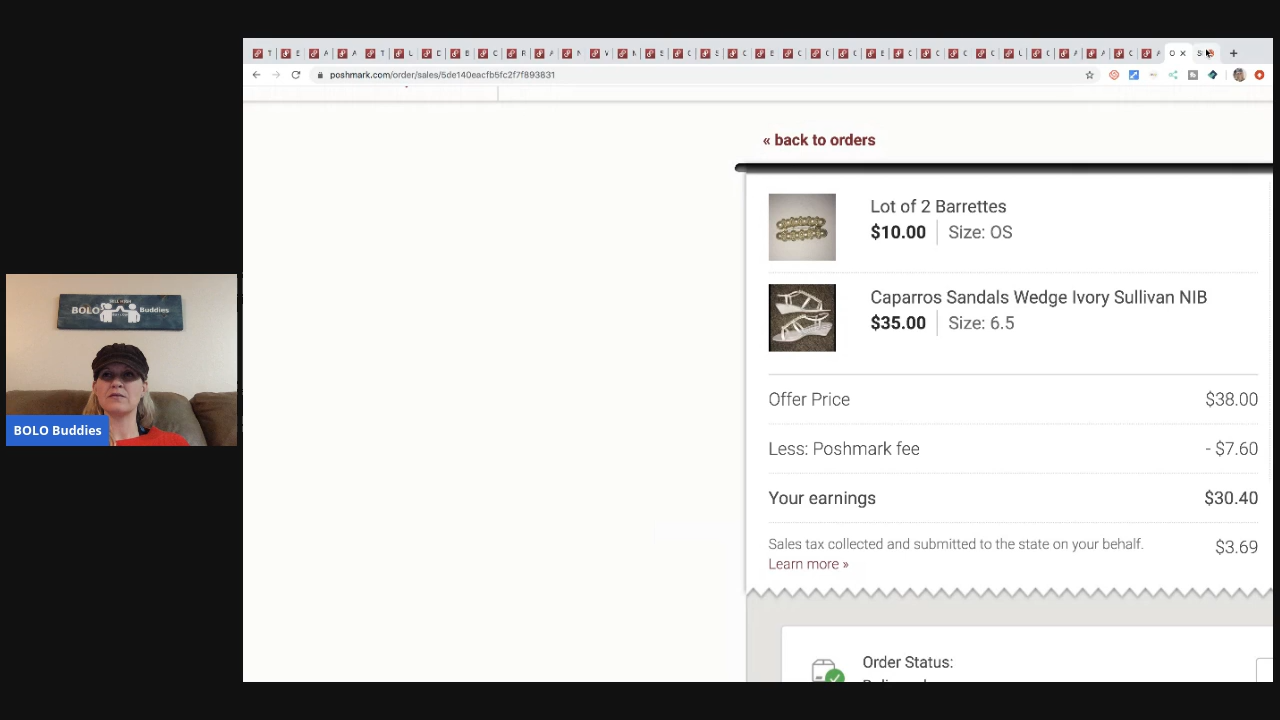 poshmark.com/order/sales/5de140eacfb5fc2f7f893831
« back to orders
Lot of 2 Barrettes
$10.00 Size: OS
Caparros Sandals Wedge Ivory Sullivan NIB
$35.00 Size: 6.5
Offer Price $38.00
Less: Poshmark fee - $7.60
Your earnings $30.40
Sales tax collected and submitted to the state on your behalf. $3.69
Learn more »
Order Status:
BOLO Buddies
BOLO Buddies